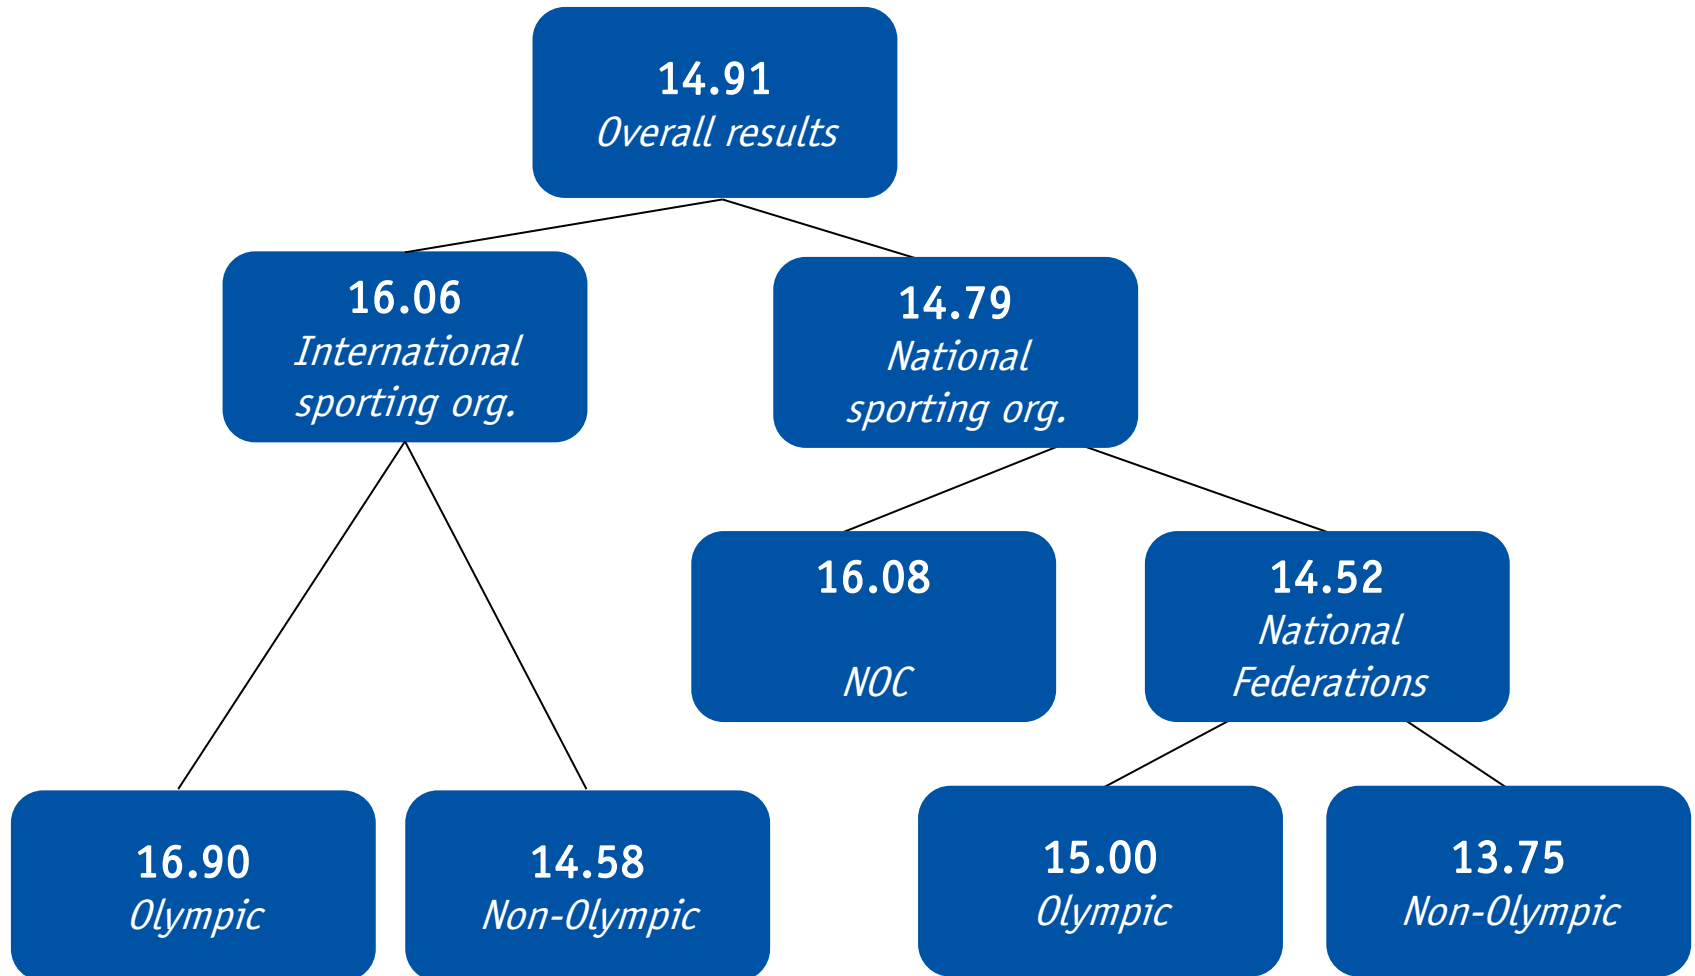 14.91
Overall results
16.06
International
sporting org.
14.79
National
sporting org.
16.08
NOC
14.52
National
Federations
16.90
Olympic
14.58
Non-Olympic
15.00
Olympic
13.75
Non-Olympic